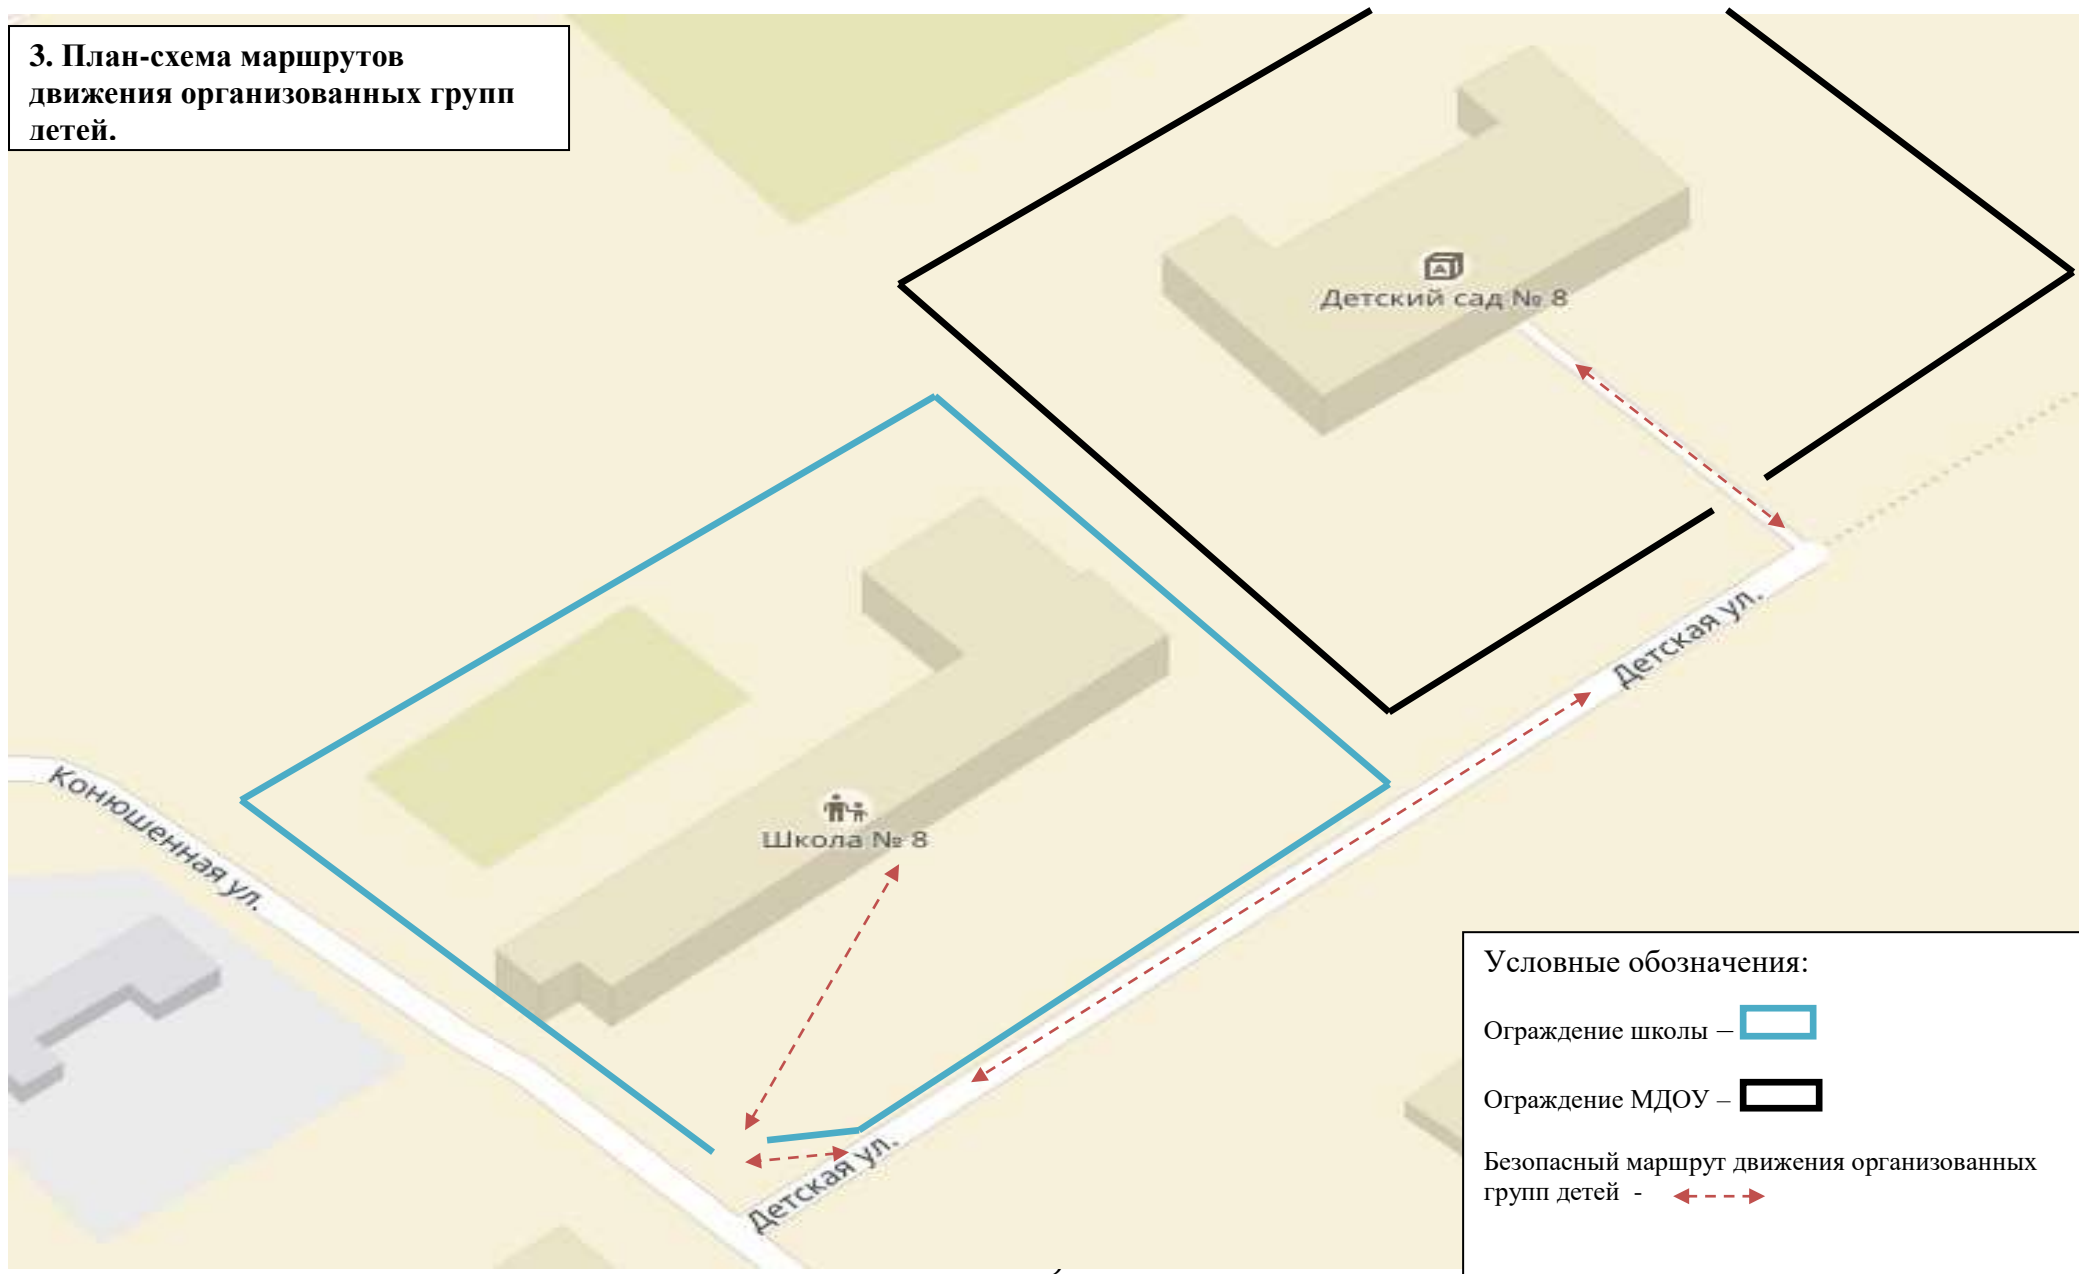 3. План-схема маршрутов
движения организованных групп
детей.
Детский сад № 8
Детская ул.
Школа № 8
Конюшенная ул.
Детская ул.
Условные обозначения:
Ограждение школы –
Ограждение МДОУ –
Безопасный маршрут движения организованных
групп детей -